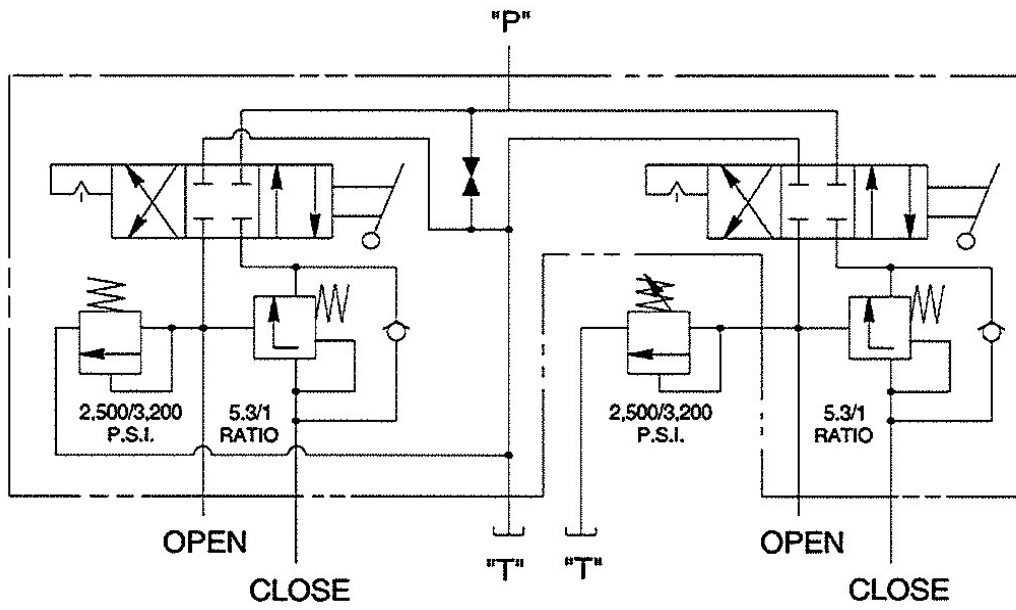 "P"
2,500/3,200
P.S.I.
5.3/1
RATIO
2,500/3,200
P.S.I.
5.3/1
RATIO
OPEN
CLOSE
"T"
"T"
OPEN
CLOSE